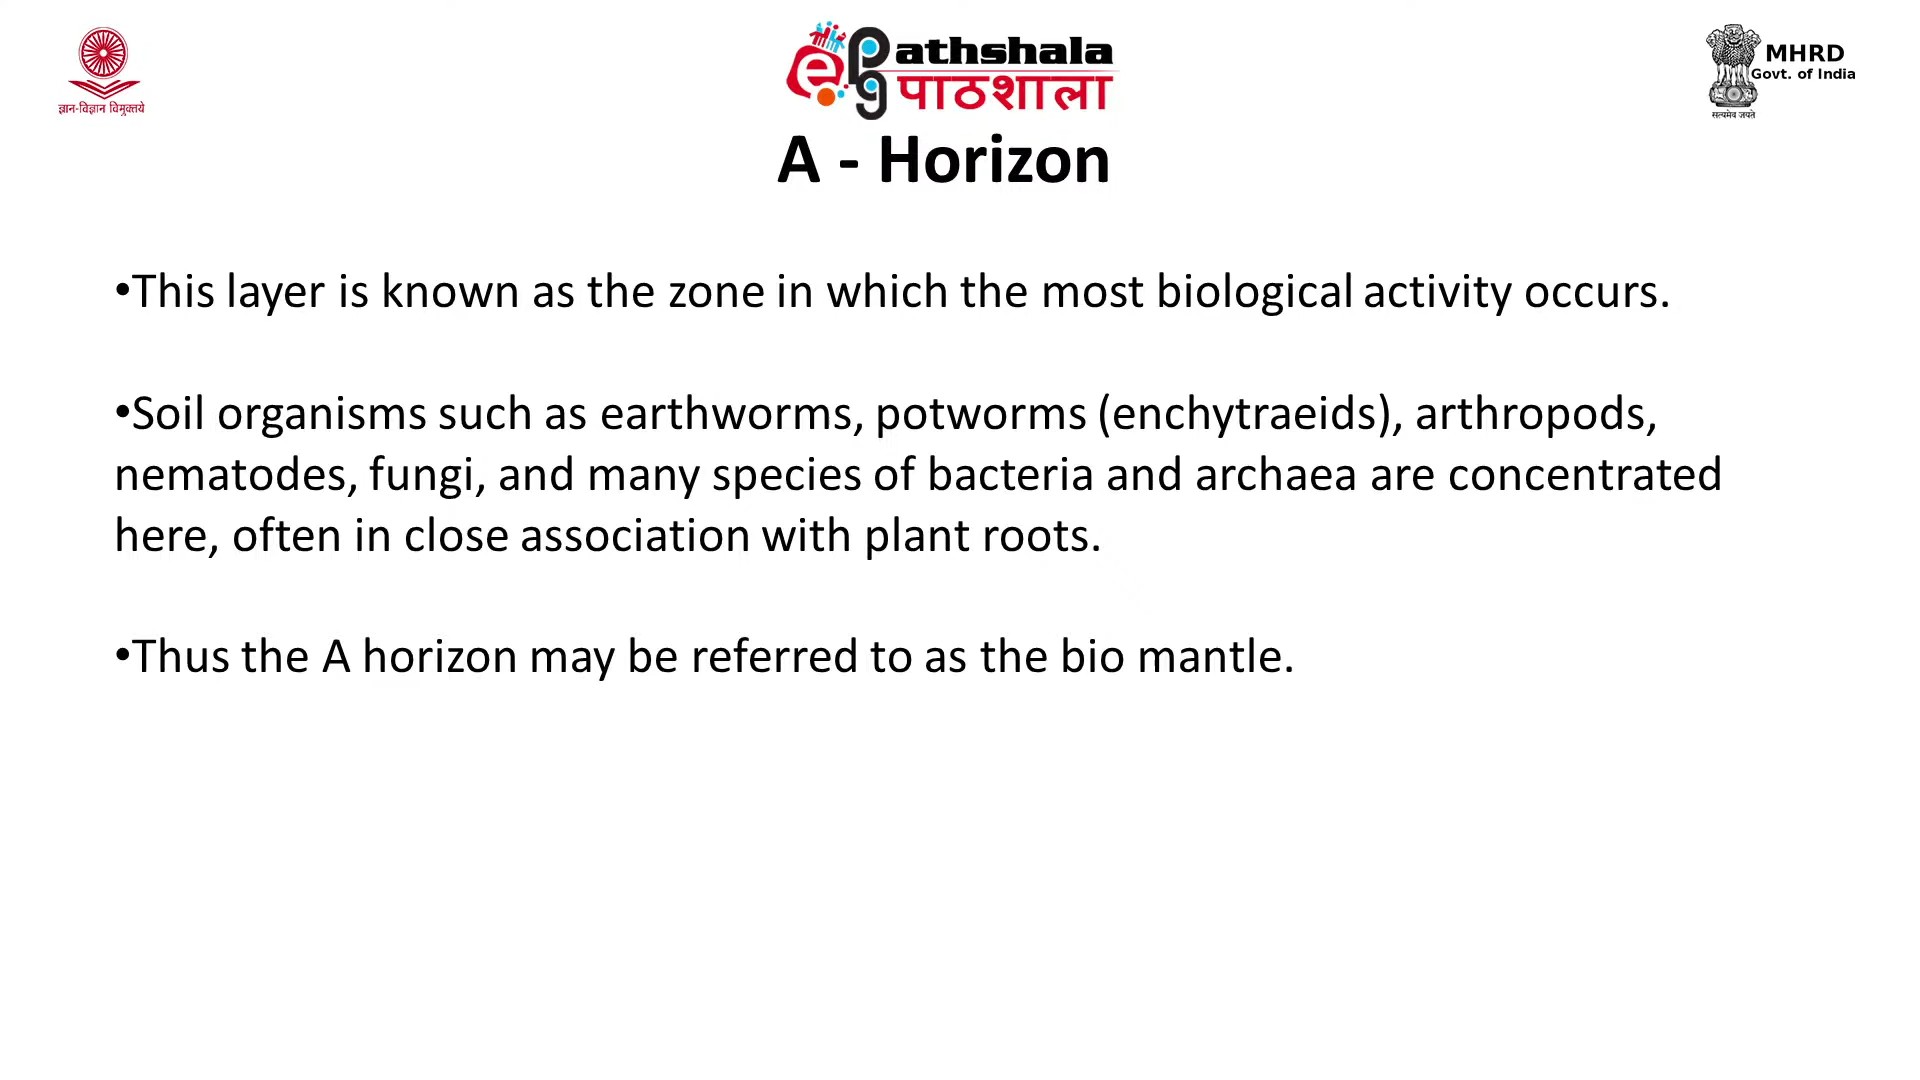 ज्ञान-विज्ञान विमुक्तये
e pg Pathshala
पाठशाला
MHRD
Govt. of India
सत्यमेव जयते
A - Horizon
•This layer is known as the zone in which the most biological activity occurs.
•Soil organisms such as earthworms, potworms (enchytraeids), arthropods,
nematodes, fungi, and many species of bacteria and archaea are concentrated
here, often in close association with plant roots.
•Thus the A horizon may be referred to as the bio mantle.